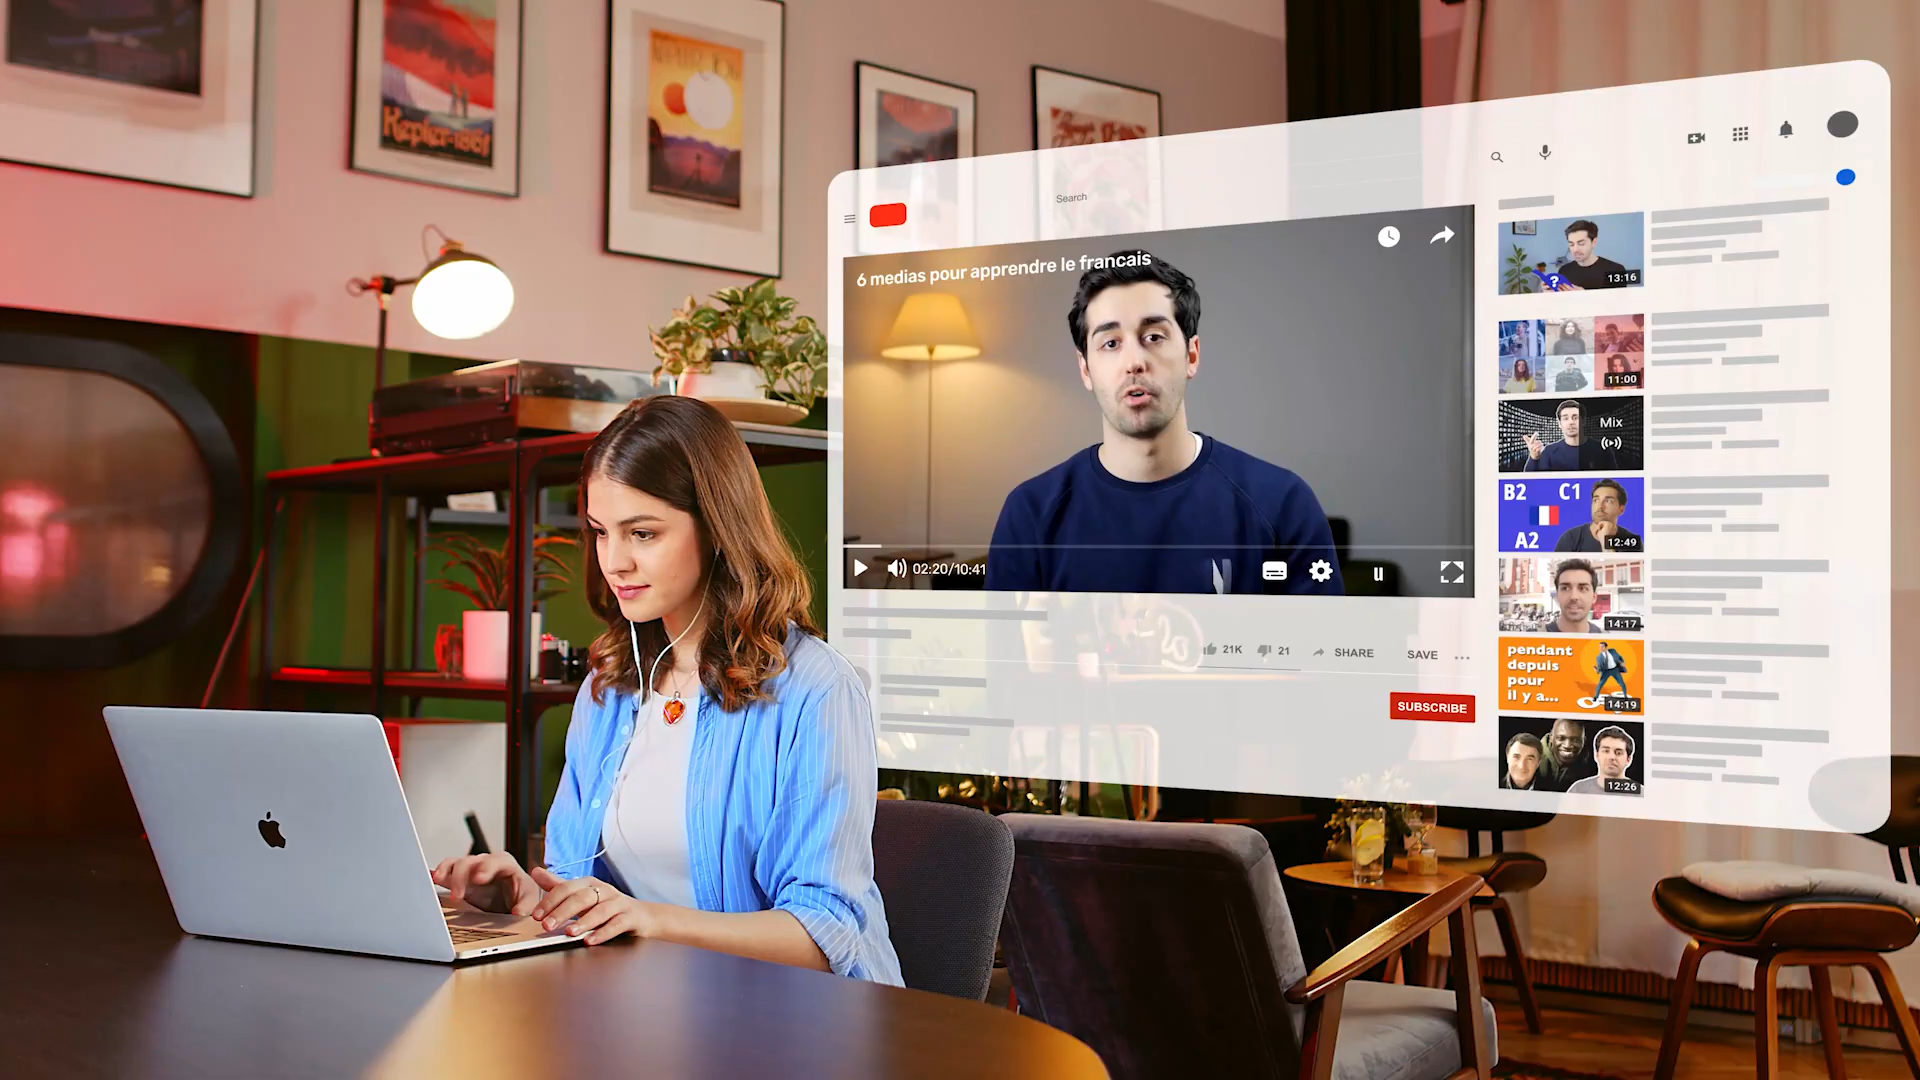 Kepler-186f
Search
6 medias pour apprendre le francais
02:20/10:41
21K
21
SHARE
SAVE
SUBSCRIBE
13:16
11:00
Mix
B2 C1
A2
12:49
14:17
pendant
depuis
pour
il y a...
14:19
12:26